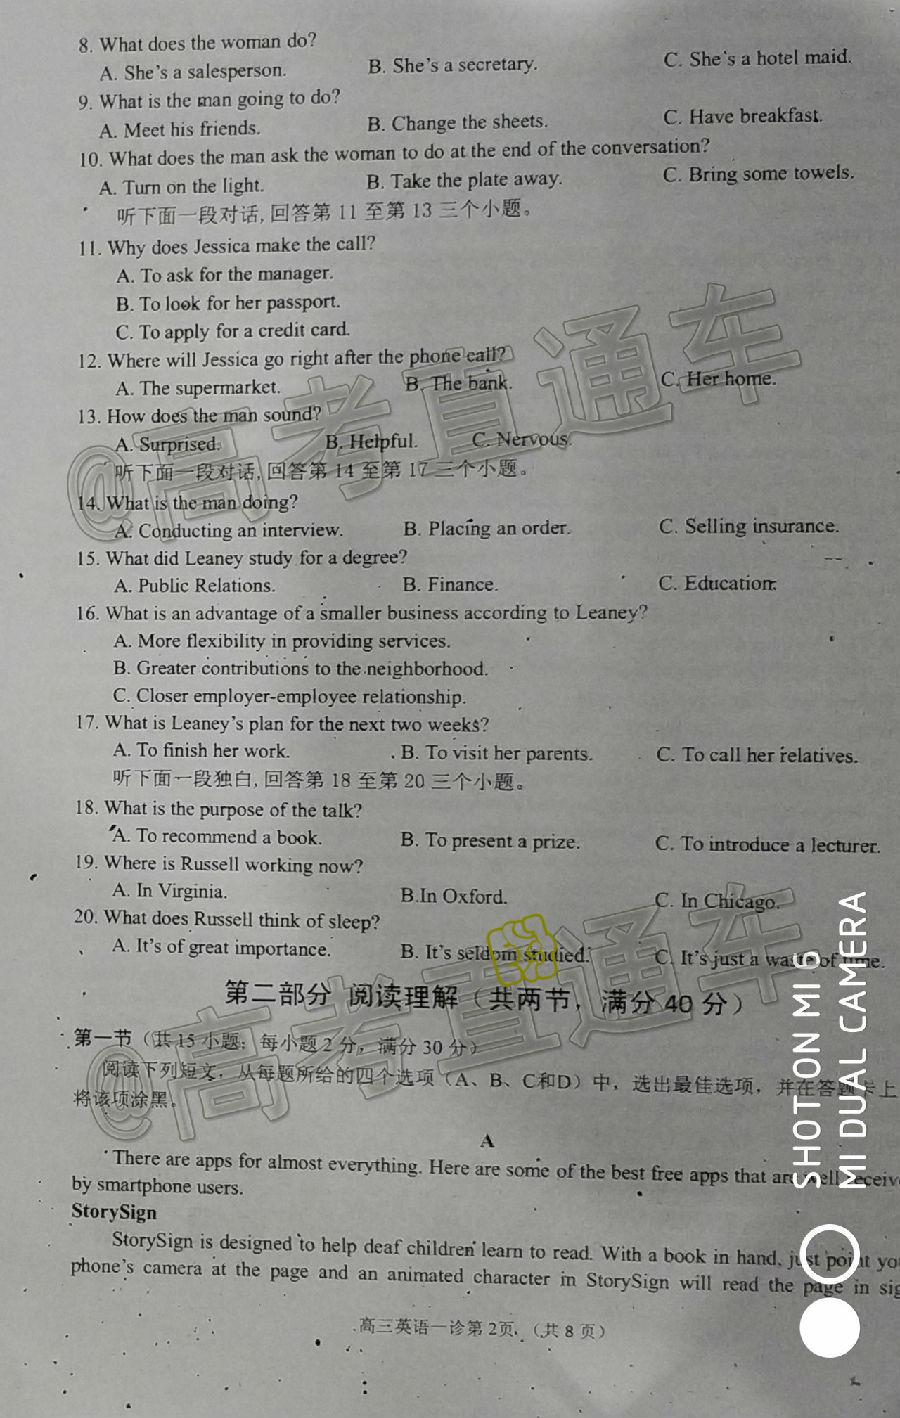 8. What does the woman do?
A. She's a salesperson. B. She's a secretary. C. She's a hotel maid.
9. What is the man going to do?
A. Meet his friends. B. Change the sheets. C. Have breakfast.
10. What does the man ask the woman to do at the end of the conversation?
A. Turn on the light. B. Take the plate away. C. Bring some towels.
听下面一段对话,回答第 11 至第 13 三个小题。
11. Why does Jessica make the call?
A. To ask for the manager.
B. To look for her passport.
C. To apply for a credit card.
12. Where will Jessica go right after the phone call?
A. The supermarket. B. The bank. C. Her home.
13. How does the man sound?
A. Surprised. B. Helpful. C. Nervous.
听下面一段对话,回答第 14 至第 17 三个小题。
14. What is the man doing?
A. Conducting an interview. B. Placing an order. C. Selling insurance.
15. What did Leaney study for a degree?
A. Public Relations. B. Finance. C. Education.
16. What is an advantage of a smaller business according to Leaney?
A. More flexibility in providing services.
B. Greater contributions to the neighborhood.
C. Closer employer-employee relationship.
17. What is Leaney's plan for the next two weeks?
A. To finish her work. B. To visit her parents. C. To call her relatives.
听下面一段独白,回答第 18 至第 20 三个小题。
18. What is the purpose of the talk?
A. To recommend a book. B. To present a prize. C. To introduce a lecturer.
19. Where is Russell working now?
A. In Virginia. B.In Oxford. C. In Chicago.
20. What does Russell think of sleep?
A. It's of great importance. B. It's seldom studied. C. It's just a waste of time.
第二部分 阅读理解（共两节，满分 40 分）
第一节（共 15 小题；每小题 2 分，满分 30 分）
阅读下列短文，从每题所给的四个选项（A、B、C和D）中，选出最佳选项，并在答题卡上
将该项涂黑。
A
There are apps for almost everything. Here are some of the best free apps that are well receiv
by smartphone users.
StorySign
StorySign is designed to help deaf children learn to read. With a book in hand, just point yo
phone's camera at the page and an animated character in StorySign will read the page in sig
高三英语一诊第 2页（共 8 页）
@高考直通车
@高考直通车
SHOT ON MI 6
MI DUAL CAMERA